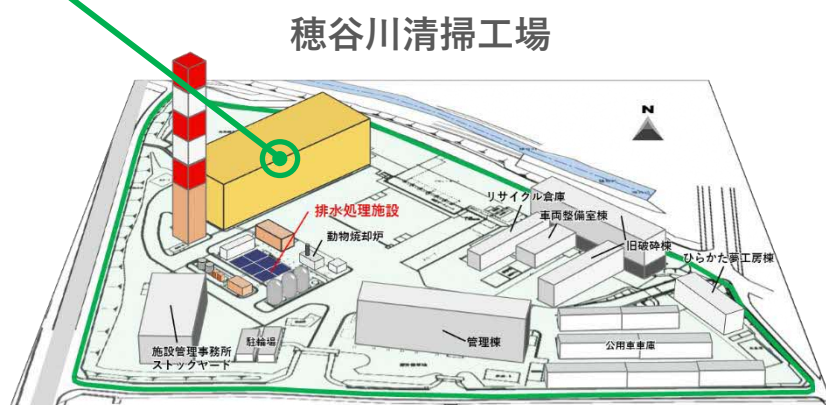 穂谷川清掃工場
N
リサイクル倉庫
車両整備室棟
排水処理施設
動物焼却炉
旧破砕棟
ひらかた夢工房棟
施設管理事務所
ストックヤード
駐輪場
管理棟
公用車車庫